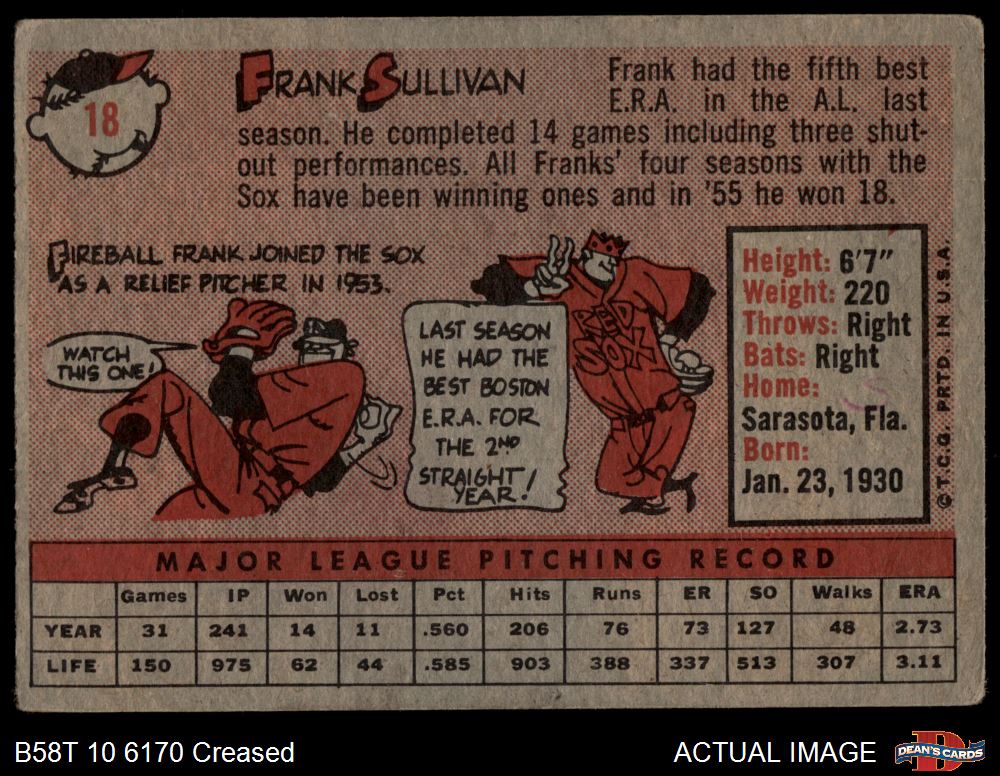 18
FRANK SULLIVAN
Frank had the fifth best
E.R.A. in the A.L. last
season. He completed 14 games including three shut-
out performances. All Franks' four seasons with the
Sox have been winning ones and in '55 he won 18.
FIREBALL FRANK JOINED THE SOX
AS A RELIEF PITCHER IN 1953.
WATCH
THIS ONE!
LAST SEASON
HE HAD THE
BEST BOSTON
E.R.A. FOR
THE 2ND
STRAIGHT
YEAR!
RED
SOX
Height: 6'7"
Weight: 220
Throws: Right
Bats: Right
Home:
Sarasota, Fla.
Born:
Jan. 23, 1930
© T.C.G. PRTD. IN U.S.A.
MAJOR LEAGUE PITCHING RECORD
Games IP Won Lost Pct Hits Runs ER SO Walks ERA
YEAR 31 241 14 11 .560 206 76 73 127 48 2.73
LIFE 150 975 62 44 .585 903 388 337 513 307 3.11
B58T 10 6170 Creased
ACTUAL IMAGE
D
DEAN'S CARDS